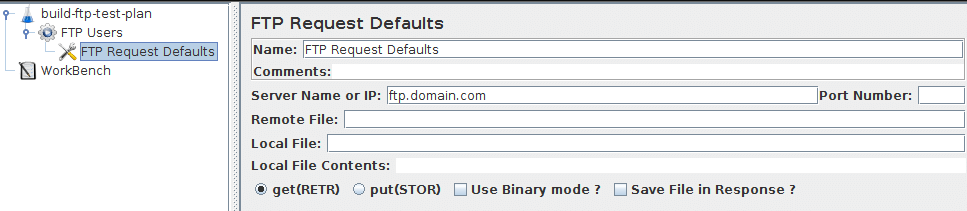 build-ftp-test-plan
FTP Users
FTP Request Defaults
WorkBench
FTP Request Defaults
Name: FTP Request Defaults
Comments:
Server Name or IP: ftp.domain.com Port Number:
Remote File:
Local File:
Local File Contents:
get(RETR) put(STOR) Use Binary mode ? Save File in Response ?